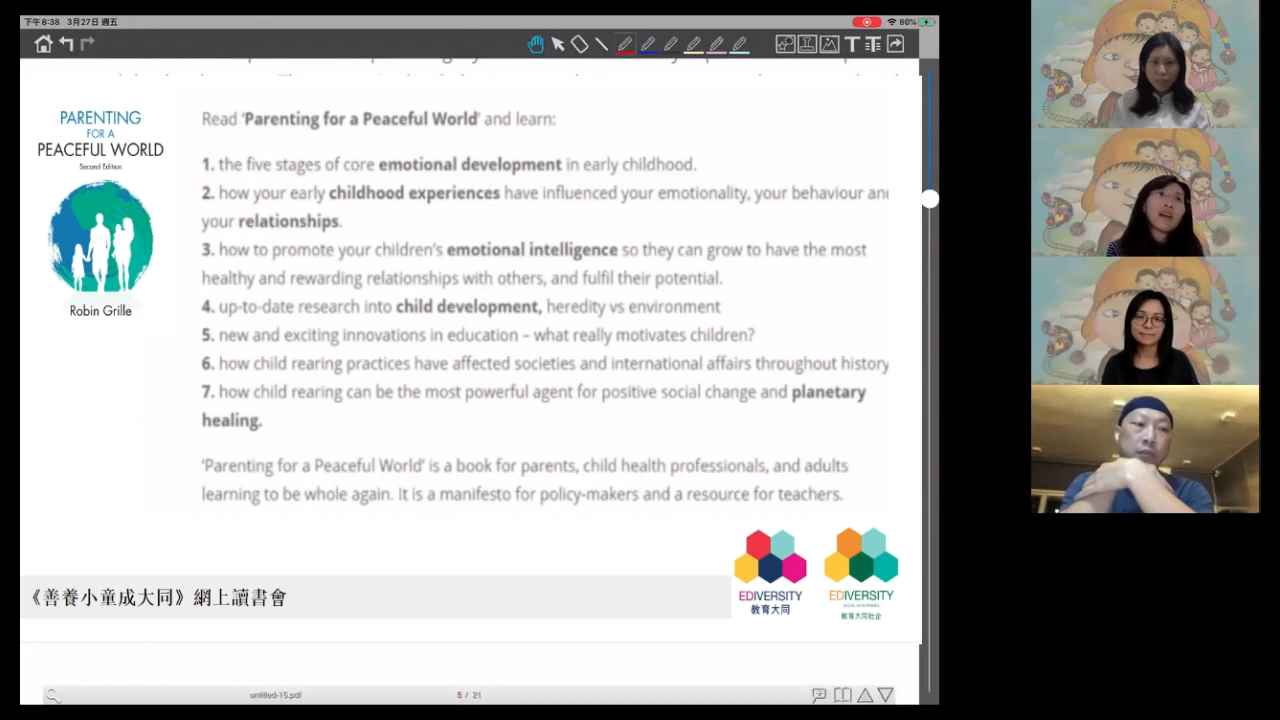 下午8:38 3月27日 週五
80%
PARENTING
FOR A
PEACEFUL WORLD
Second Edition
Robin Grille
Read ‘Parenting for a Peaceful World’ and learn:
1. the five stages of core emotional development in early childhood.
2. how your early childhood experiences have influenced your emotionality, your behaviour and
your relationships.
3. how to promote your children’s emotional intelligence so they can grow to have the most
healthy and rewarding relationships with others, and fulfil their potential.
4. up-to-date research into child development, heredity vs environment
5. new and exciting innovations in education – what really motivates children?
6. how child rearing practices have affected societies and international affairs throughout history
7. how child rearing can be the most powerful agent for positive social change and planetary
healing.
‘Parenting for a Peaceful World’ is a book for parents, child health professionals, and adults
learning to be whole again. It is a manifesto for policy-makers and a resource for teachers.
EDIVERSITY
教育大同
EDIVERSITY
SOCIAL ENTERPRISES
教育大同社企
《善養小童成大同》網上讀書會
untitled-15.pdf
5 / 21